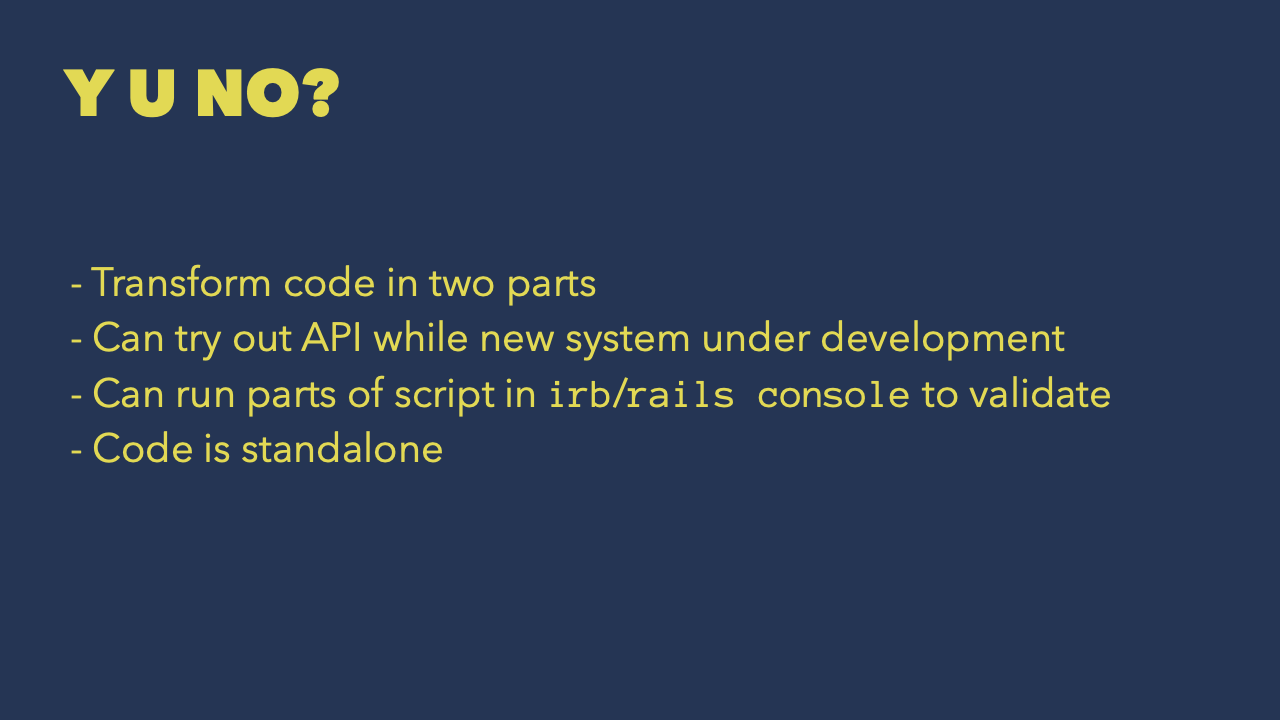 Y U NO?
- Transform code in two parts
- Can try out API while new system under development
- Can run parts of script in irb/rails console to validate
- Code is standalone